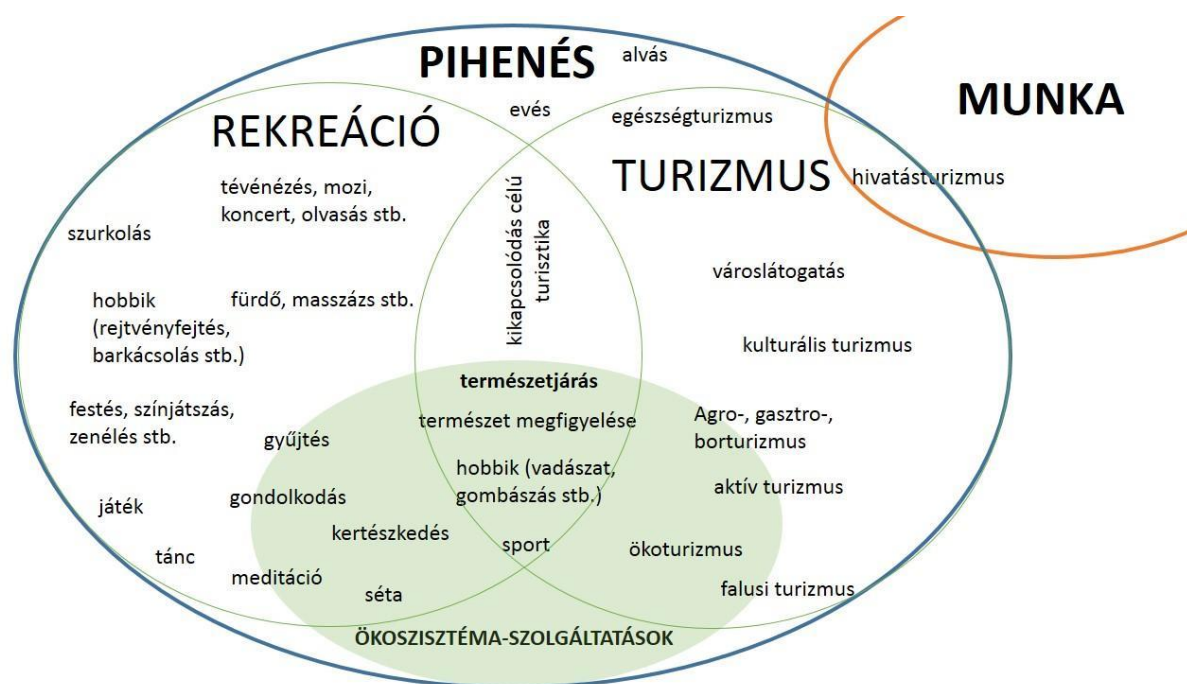 PIHENÉS
alvás
MUNKA
evés
egészségturizmus
REKREÁCIÓ
TURIZMUS
hivatásturizmus
tévénézés, mozi,
koncert, olvasás stb.
kikapcsolódás célú
turisztika
szurkolás
városlátogatás
hobbik
(rejtvényfejtés,
barkácsolás stb.)
fürdő, masszázs stb.
kulturális turizmus
természetjárás
festés, színjátszás,
zenélés stb.
természet megfigyelése
Agro-, gasztro-,
borturizmus
gyűjtés
hobbik (vadászat,
gombászás stb.)
aktív turizmus
gondolkodás
játék
kertészkedés
sport
ökoturizmus
tánc
meditáció
séta
falusi turizmus
ÖKOSZISZTÉMA-SZOLGÁLTATÁSOK